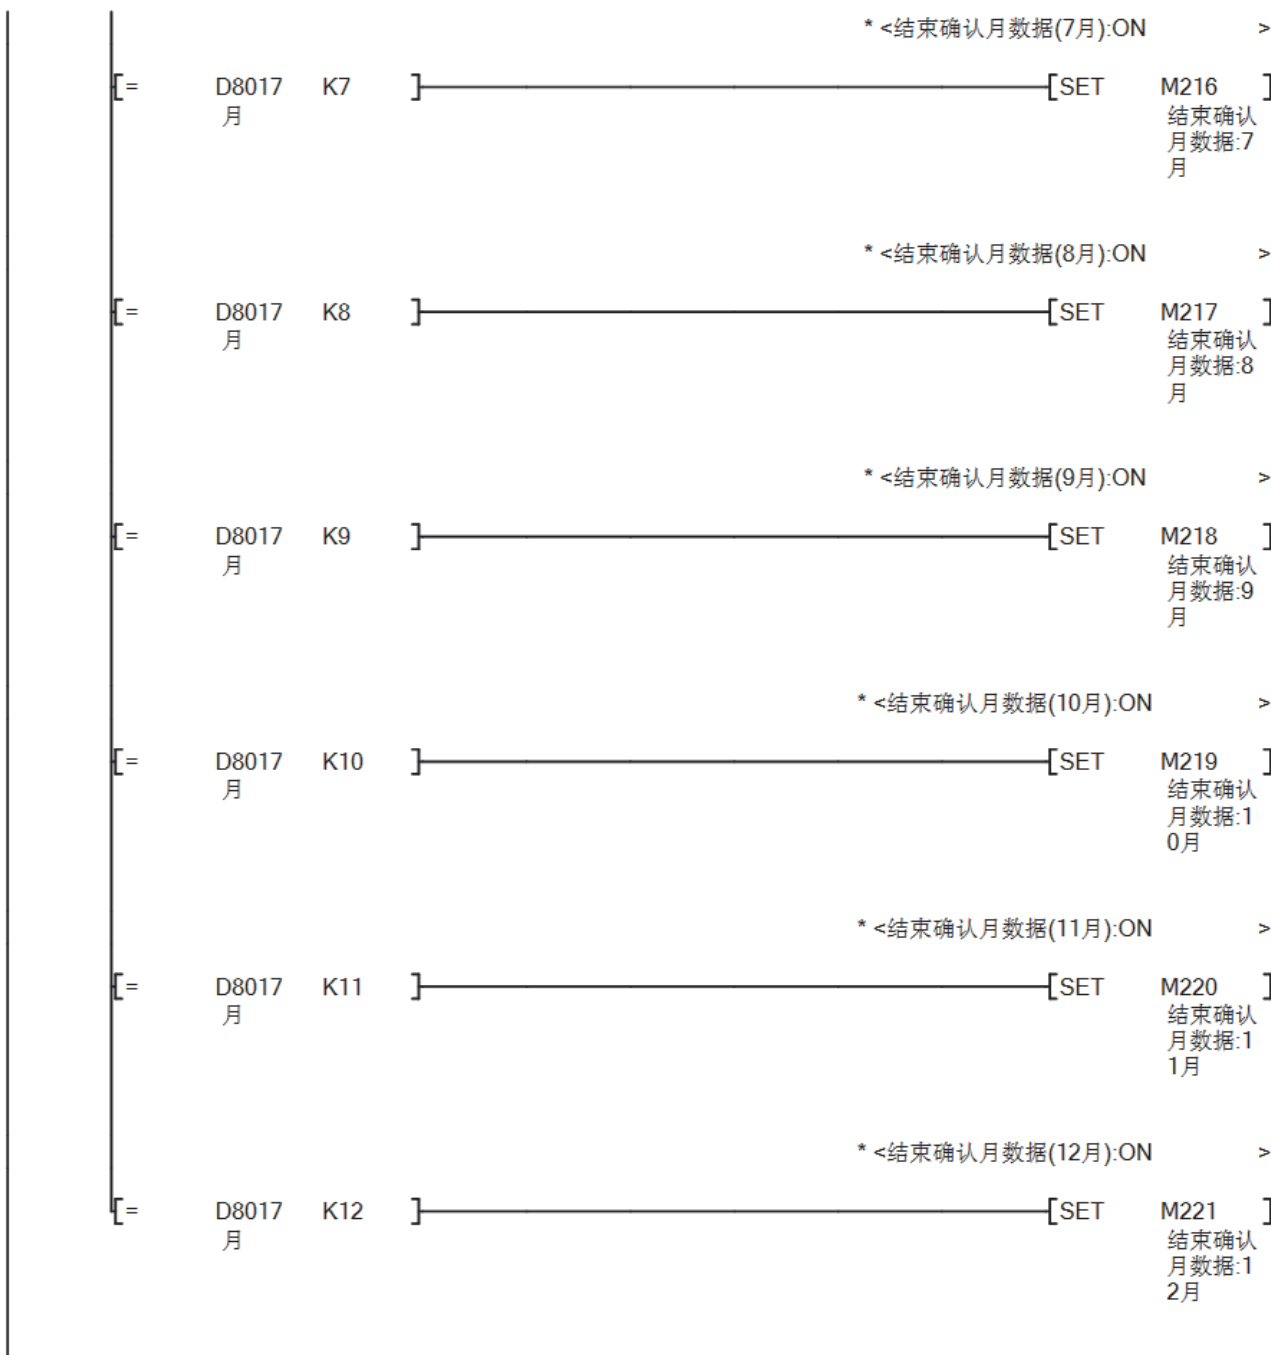 * <结束确认月数据(7月):ON >
[= D8017 K7 ] [SET M216 ]
月 结束确认
月数据:7
月
* <结束确认月数据(8月):ON >
[= D8017 K8 ] [SET M217 ]
月 结束确认
月数据:8
月
* <结束确认月数据(9月):ON >
[= D8017 K9 ] [SET M218 ]
月 结束确认
月数据:9
月
* <结束确认月数据(10月):ON >
[= D8017 K10 ] [SET M219 ]
月 结束确认
月数据:1
0月
* <结束确认月数据(11月):ON >
[= D8017 K11 ] [SET M220 ]
月 结束确认
月数据:1
1月
* <结束确认月数据(12月):ON >
[= D8017 K12 ] [SET M221 ]
月 结束确认
月数据:1
2月